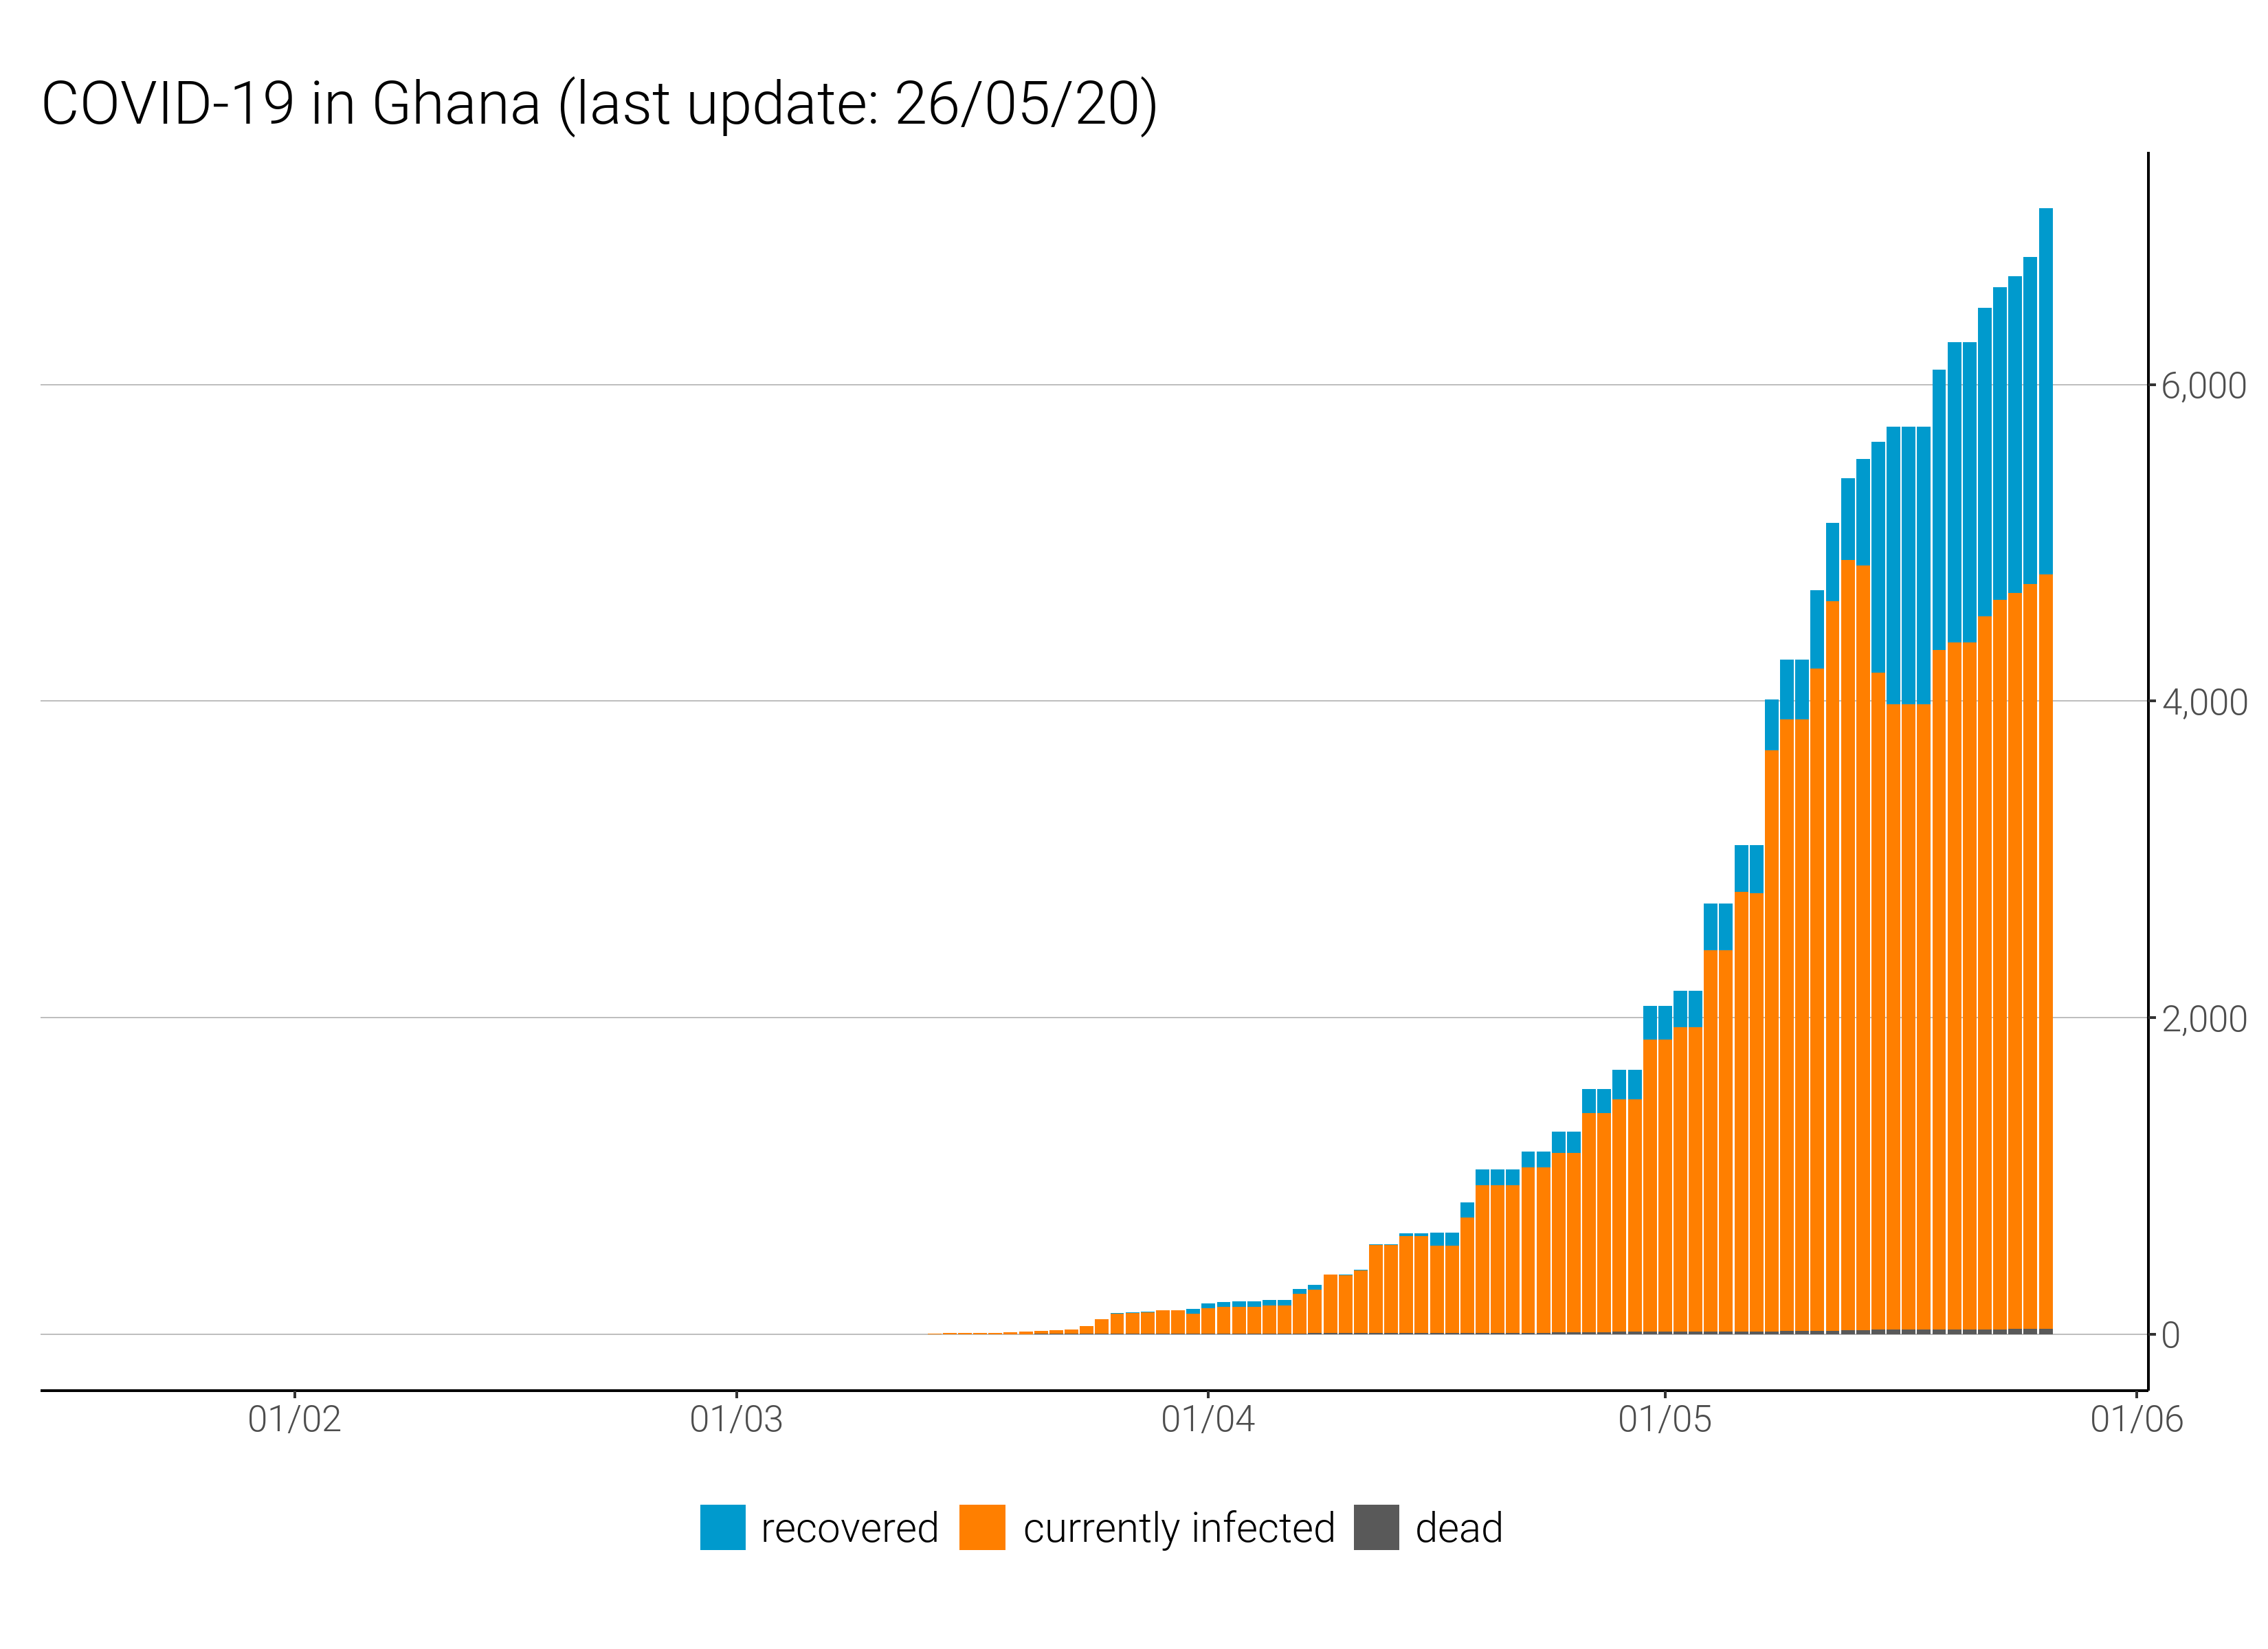 COVID-19 in Ghana (last update: 26/05/20)
6,000
4,000
2,000
0
01/02 01/03 01/04 01/05 01/06
recovered currently infected dead